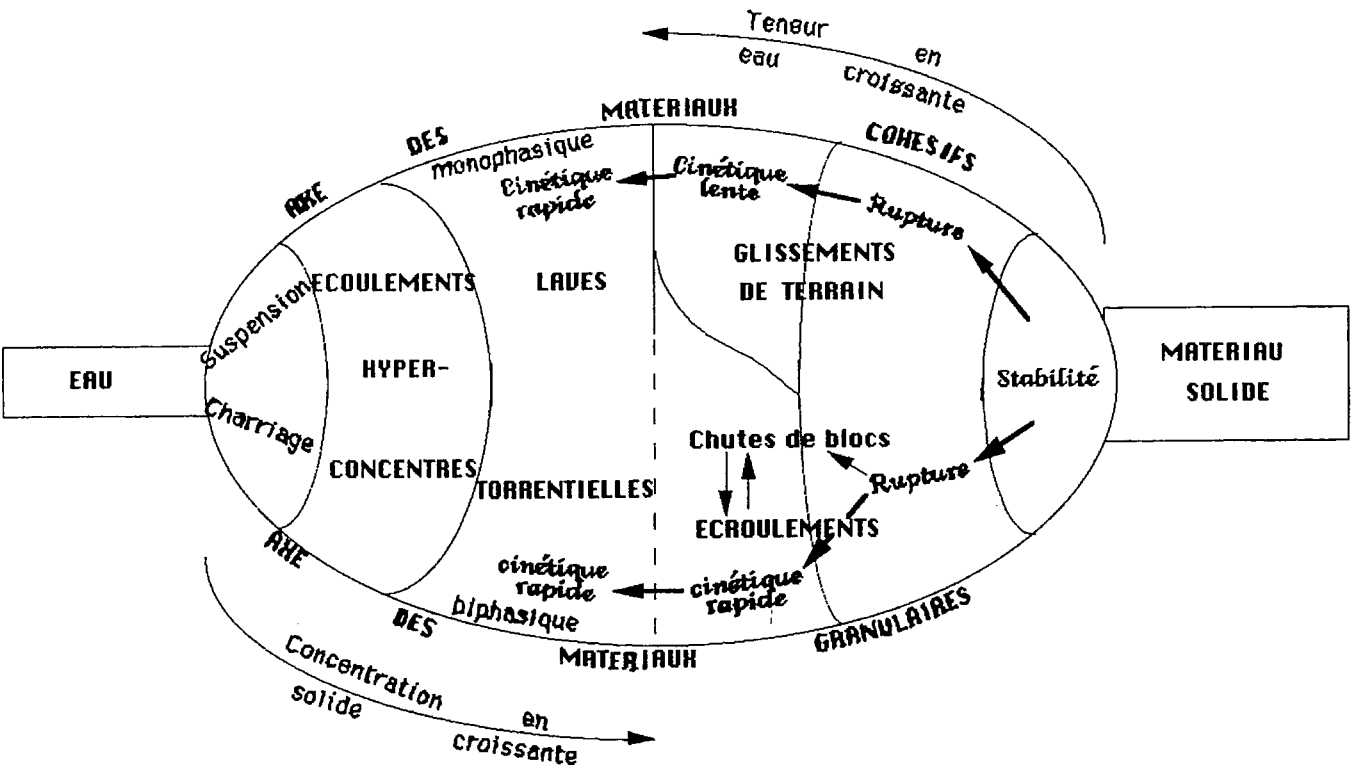 Teneur en
eau croissante
AXE DES MATERIAUX COHESIFS
monophasique
Cinétique
rapide
Cinétique
lente
Rupture
GLISSEMENTS
DE TERRAIN
Suspension
ECOULEMENTS
LAVES
EAU
HYPER-
Stabilité
MATERIAU
SOLIDE
Charriage
CONCENTRES
TORRENTIELLES
Chutes de blocs
Rupture
ECROULEMENTS
cinétique
rapide
cinétique
rapide
biphasique
AXE DES MATERIAUX GRANULAIRES
Concentration en
solide croissante